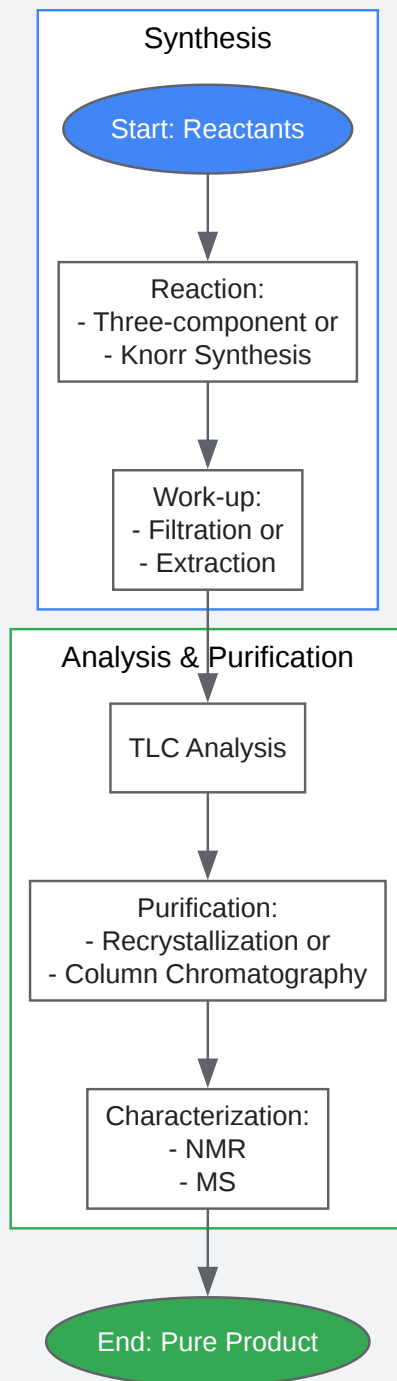 Synthesis
Start: Reactants
Reaction:
- Three-component or
- Knorr Synthesis
Work-up:
- Filtration or
- Extraction
Analysis & Purification
TLC Analysis
Purification:
- Recrystallization or
- Column Chromatography
Characterization:
- NMR
- MS
End: Pure Product